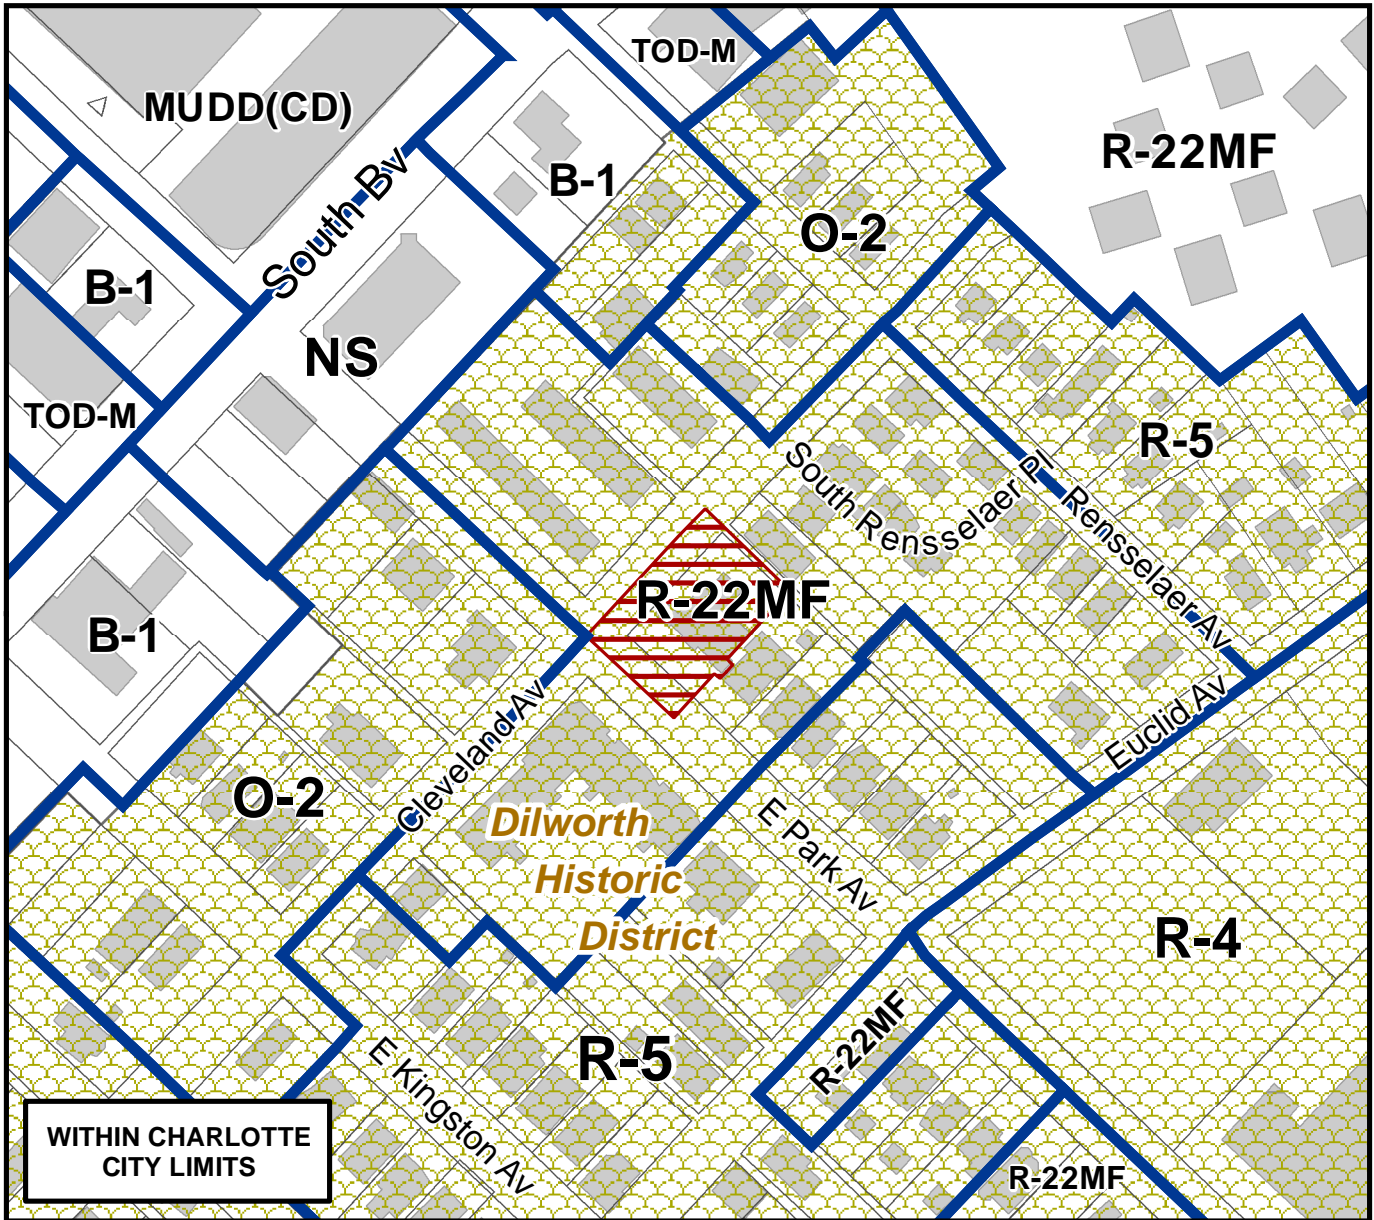 TOD-M
MUDD(CD)
R-22MF
South Bv
B-1
O-2
B-1
NS
TOD-M
R-5
South Rensselaer Pl
Rensselaer Av
R-22MF
B-1
Euclid Av
Cleveland Av
O-2
Dilworth
Historic
District
E Park Av
R-4
R-22MF
R-5
E Kingston Av
WITHIN CHARLOTTE
CITY LIMITS
R-22MF